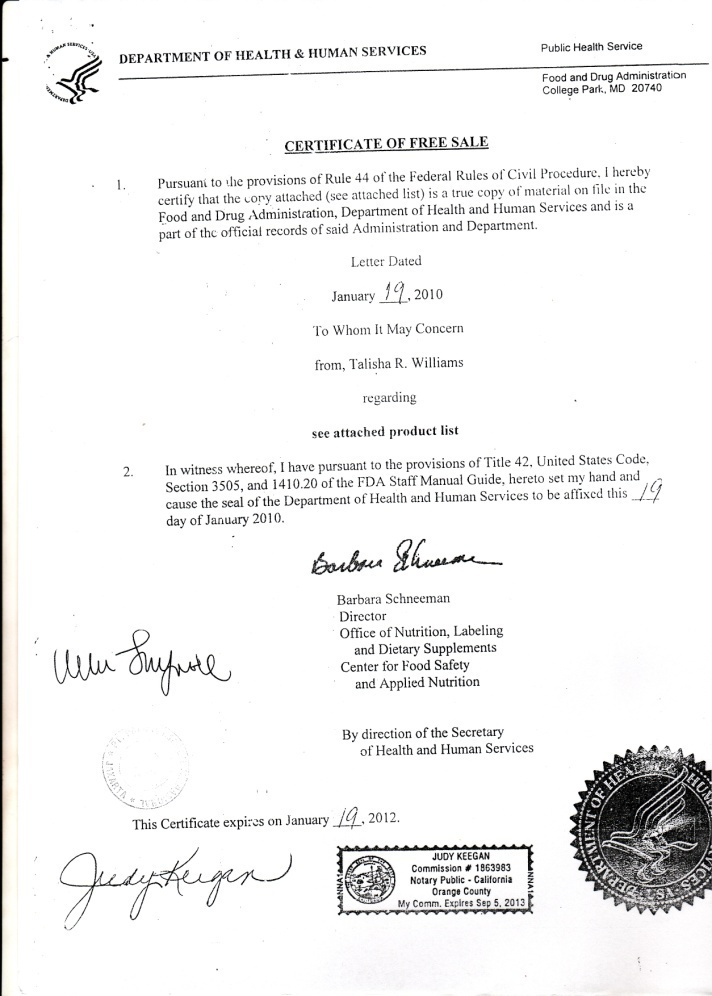 DEPARTMENT OF HEALTH & HUMAN SERVICES
Public Health Service
Food and Drug Administration
College Park, MD 20740
CERTIFICATE OF FREE SALE
1. Pursuant to the provisions of Rule 44 of the Federal Rules of Civil Procedure, I hereby
certify that the copy attached (see attached list) is a true copy of material on file in the
Food and Drug Administration, Department of Health and Human Services and is a
part of the official records of said Administration and Department.
Letter Dated
January 19, 2010
To Whom It May Concern
from, Talisha R. Williams
regarding
see attached product list
2. In witness whereof, I have pursuant to the provisions of Title 42, United States Code,
Section 3505, and 1410.20 of the FDA Staff Manual Guide, hereto set my hand and
cause the seal of the Department of Health and Human Services to be affixed this 19
day of January 2010.
Barbara Schneeman
Barbara Schneeman
Director
Office of Nutrition, Labeling
and Dietary Supplements
Center for Food Safety
and Applied Nutrition
By direction of the Secretary
of Health and Human Services
JAKARTA
This Certificate expires on January 19, 2012.
Judy Keegan
JUDY KEEGAN
Commission # 1863983
Notary Public - California
Orange County
My Comm. Expires Sep 5, 2013
DEPARTMENT OF HEALTH & HUMAN